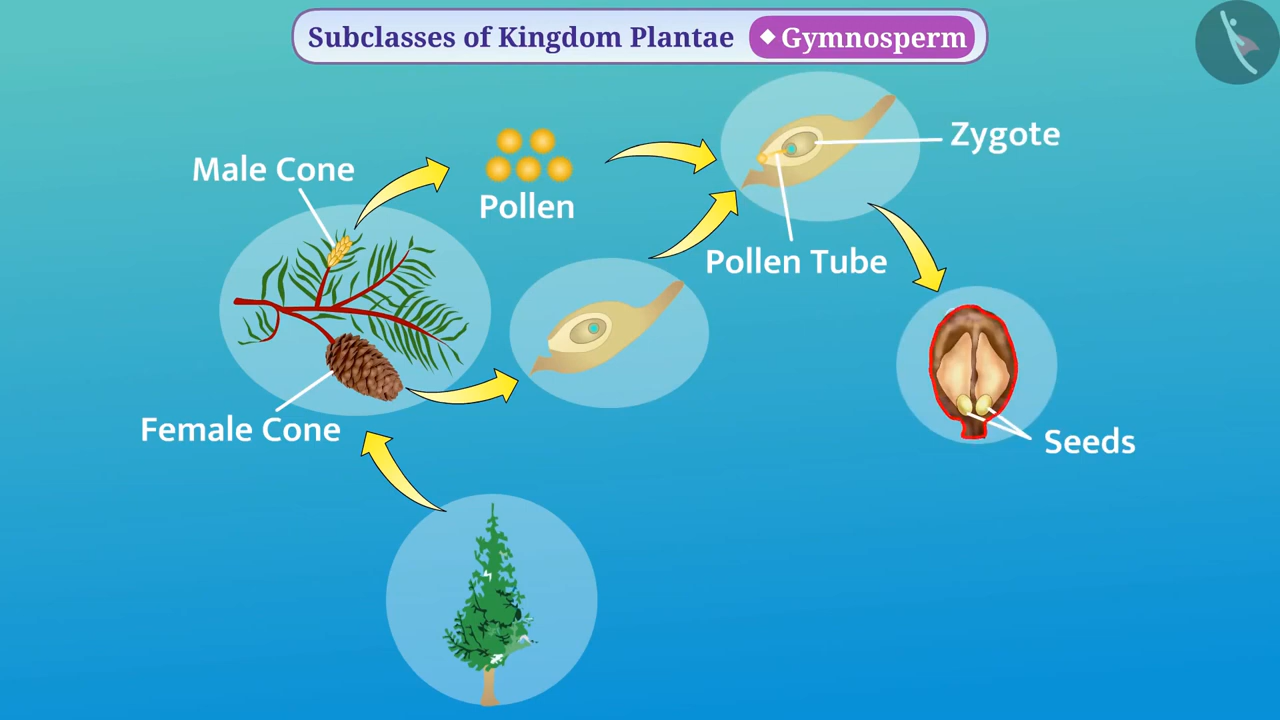 Subclasses of Kingdom Plantae ◆ Gymnosperm
Zygote
Male Cone
Pollen
Pollen Tube
Female Cone
Seeds